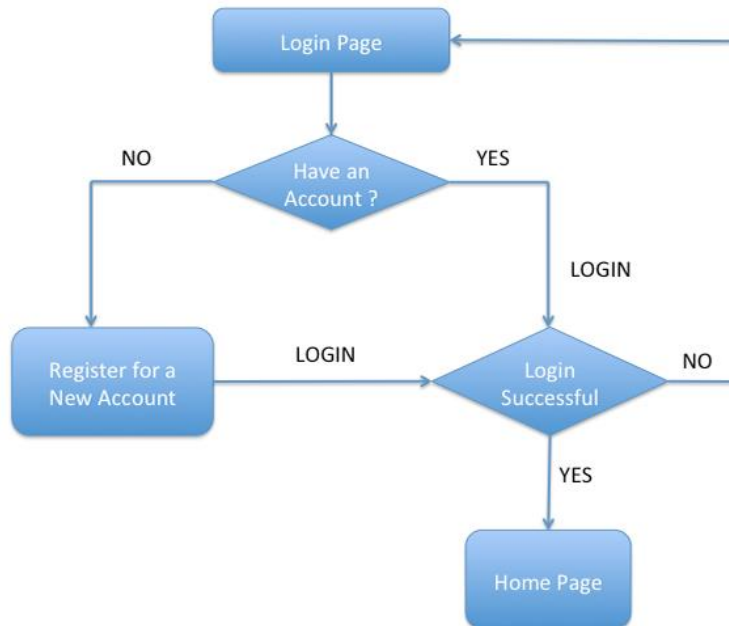 Login Page
NO
YES
Have an
Account ?
LOGIN
Register for a
New Account
LOGIN
Login
Successful
NO
YES
Home Page